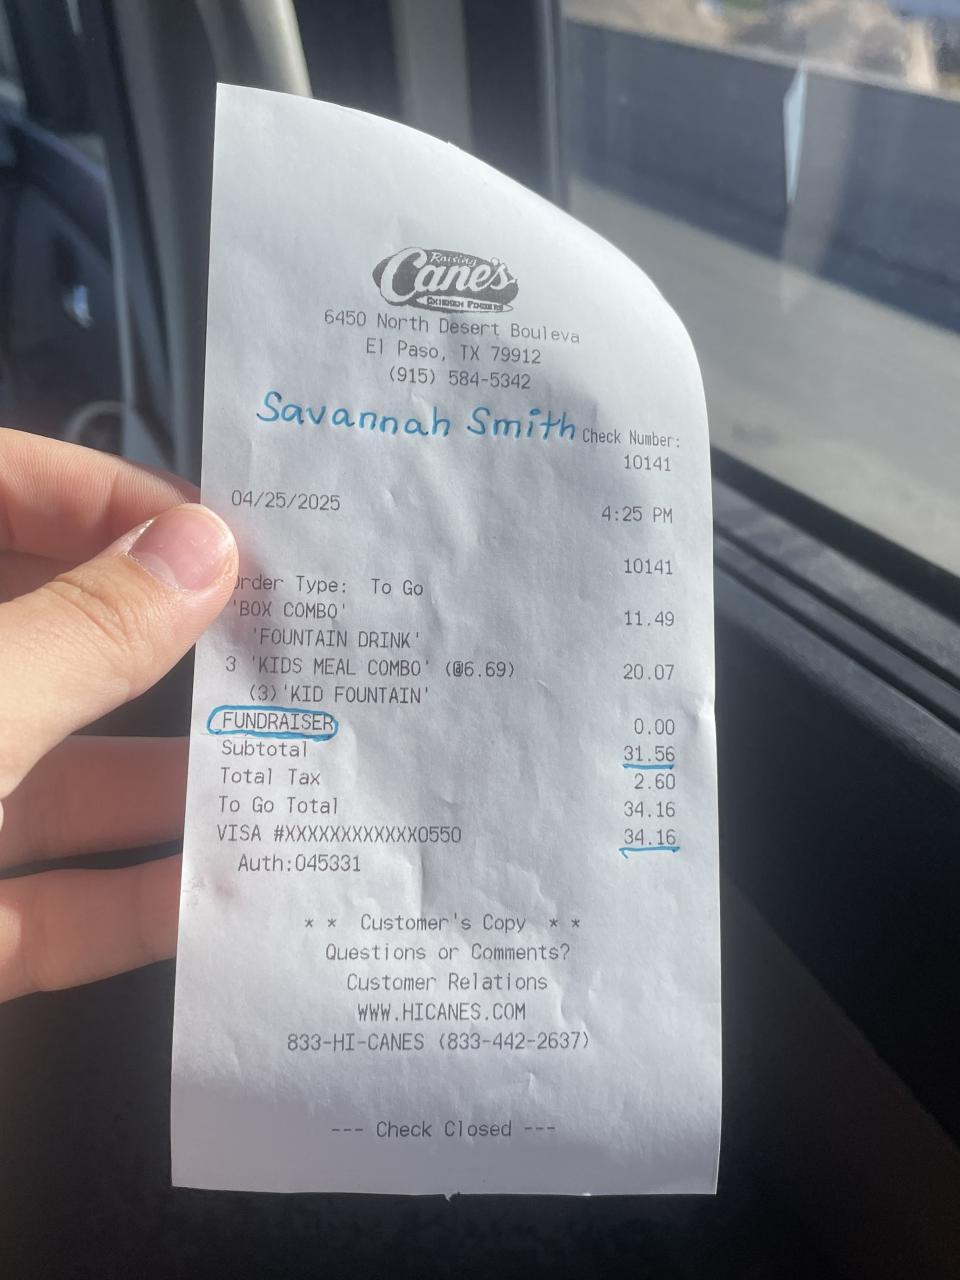 Raising
Cane's
Chicken Fingers
6450 North Desert Bouleva
El Paso, TX 79912
(915) 584-5342
Savannah Smith Check Number:
10141
04/25/2025 4:25 PM
10141
Order Type: To Go
'BOX COMBO' 11.49
'FOUNTAIN DRINK'
3 'KIDS MEAL COMBO' (@6.69) 20.07
(3)'KID FOUNTAIN'
FUNDRAISER 0.00
Subtotal 31.56
Total Tax 2.60
To Go Total 34.16
VISA #XXXXXXXXXXXX0550 34.16
Auth:045331
* * Customer's Copy * *
Questions or Comments?
Customer Relations
WWW.HICANES.COM
833-HI-CANES (833-442-2637)
--- Check Closed ---